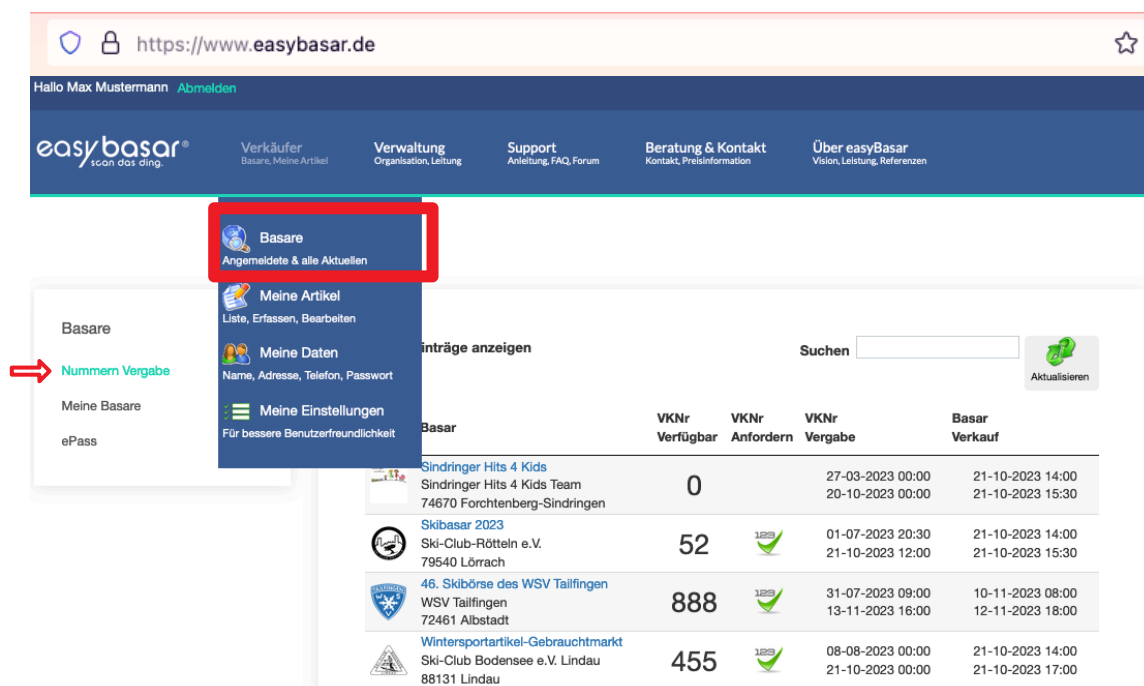 https://www.easybasar.de
Hallo Max Mustermann Abmelden
easybasar®
scan das ding.
Verkäufer
Basare, Meine Artikel
Verwaltung
Organisation, Leitung
Support
Anleitung, FAQ, Forum
Beratung & Kontakt
Kontakt, Preisinformation
Über easyBasar
Vision, Leistung, Referenzen
Basare
Angemeldete & alle Aktuellen
Meine Artikel
Liste, Erfassen, Bearbeiten
Meine Daten
Name, Adresse, Telefon, Passwort
Meine Einstellungen
Für bessere Benutzerfreundlichkeit
Basare
Nummern Vergabe
Meine Basare
ePass
inträge anzeigen
Suchen
Aktualisieren
Basar
VKNr Verfügbar
VKNr Anfordern
VKNr Vergabe
Basar Verkauf
Sindringer Hits 4 Kids
Sindringer Hits 4 Kids Team
74670 Forchtenberg-Sindringen
0
27-03-2023 00:00
20-10-2023 00:00
21-10-2023 14:00
21-10-2023 15:30
Skibasar 2023
Ski-Club-Rötteln e.V.
79540 Lörrach
52
123
01-07-2023 20:30
21-10-2023 12:00
21-10-2023 14:00
21-10-2023 15:30
46. Skibörse des WSV Tailfingen
WSV Tailfingen
72461 Albstadt
888
123
31-07-2023 09:00
13-11-2023 16:00
10-11-2023 08:00
12-11-2023 18:00
Wintersportartikel-Gebrauchtmarkt
Ski-Club Bodensee e.V. Lindau
88131 Lindau
455
123
08-08-2023 00:00
21-10-2023 00:00
21-10-2023 14:00
21-10-2023 17:00